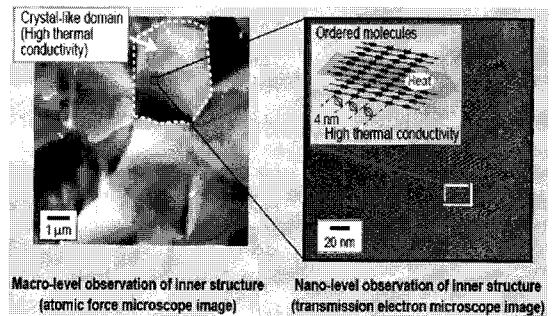 Crystal-like domain
(High thermal
conductivity)
1 μm
Macro-level observation of inner structure
(atomic force microscope image)
Ordered molecules
Heat
4 nm
High thermal conductivity
20 nm
Nano-level observation of inner structure
(transmission electron microscope image)